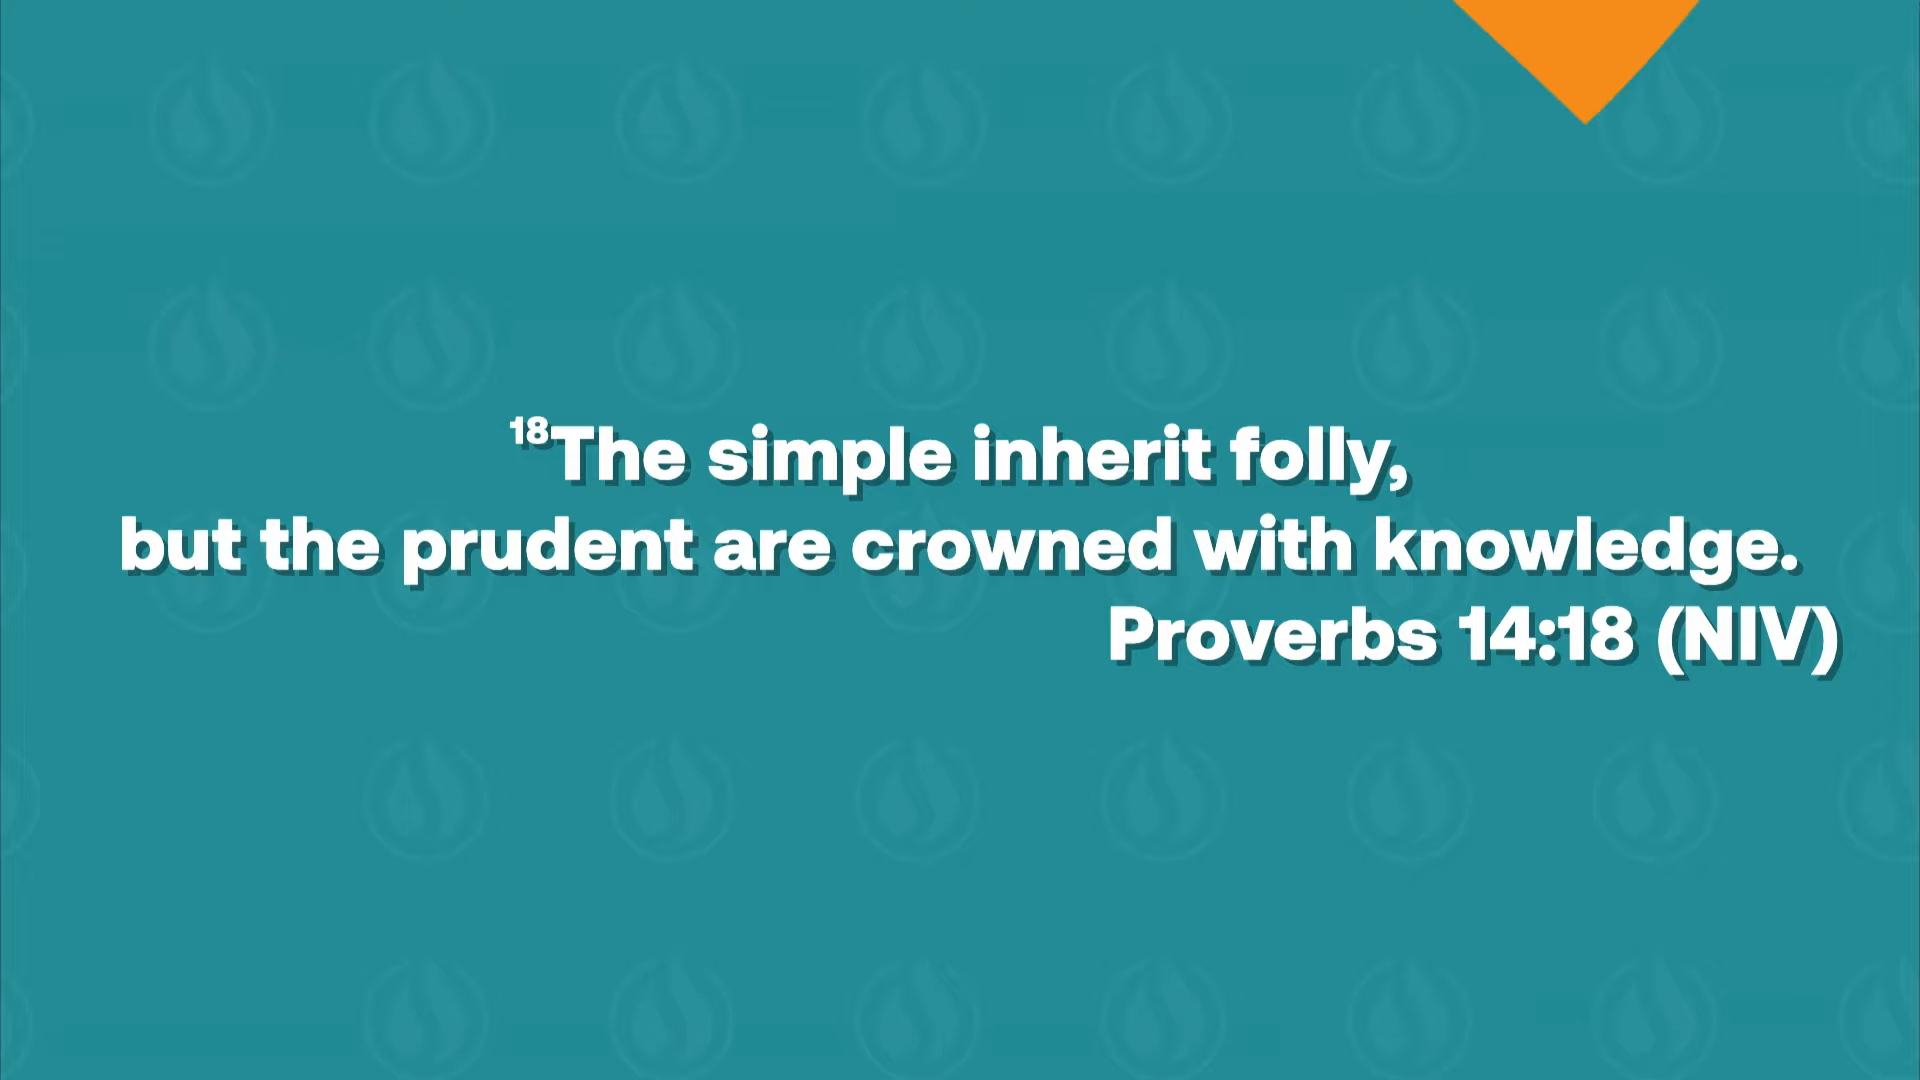 ¹⁸The simple inherit folly,
but the prudent are crowned with knowledge.
Proverbs 14:18 (NIV)